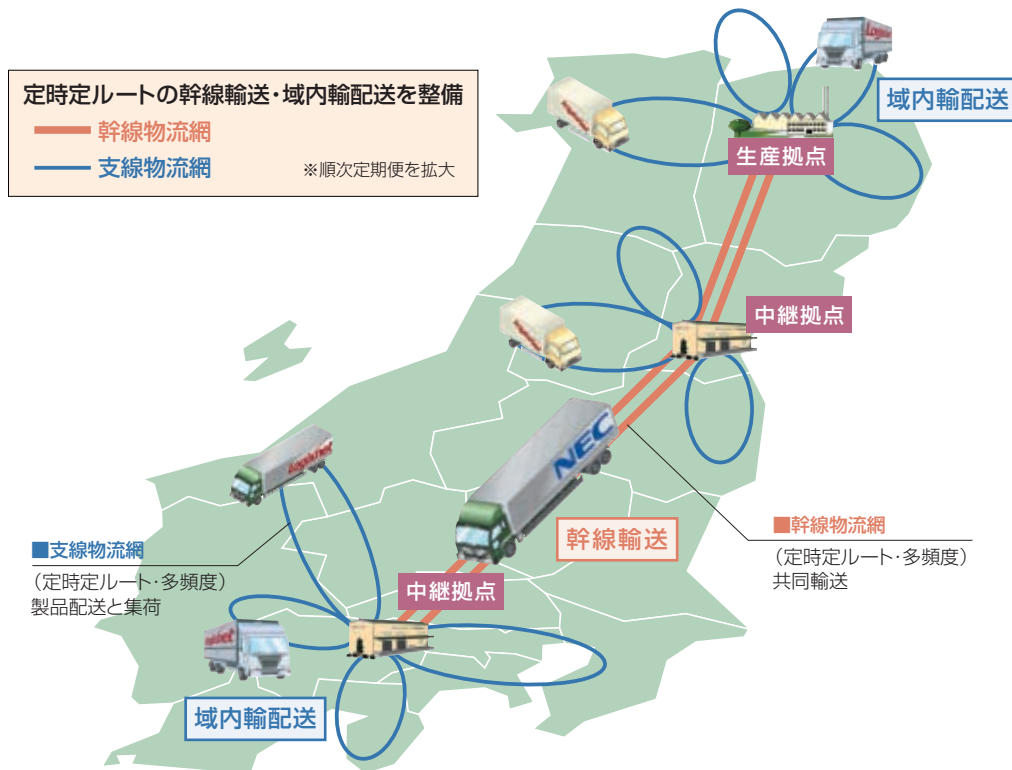 定時定ルートの幹線輸送・域内輸配送を整備
幹線物流網
支線物流網
※順次定期便を拡大
Logisnet
域内輸配送
生産拠点
中継拠点
NEC
Logisnet
幹線輸送
■支線物流網
(定時定ルート・多頻度)
製品配送と集荷
■幹線物流網
(定時定ルート・多頻度)
共同輸送
中継拠点
域内輸配送